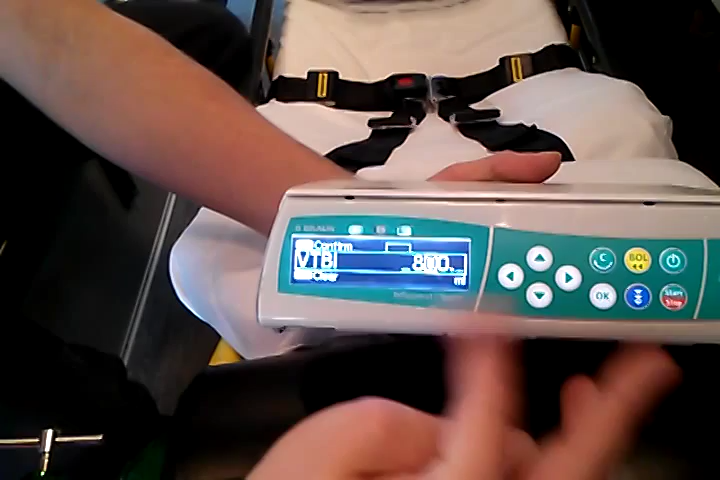 B BRAUN
Confirm
VTBI 800
Clear ml
C
BOL
OK
Start
Stop